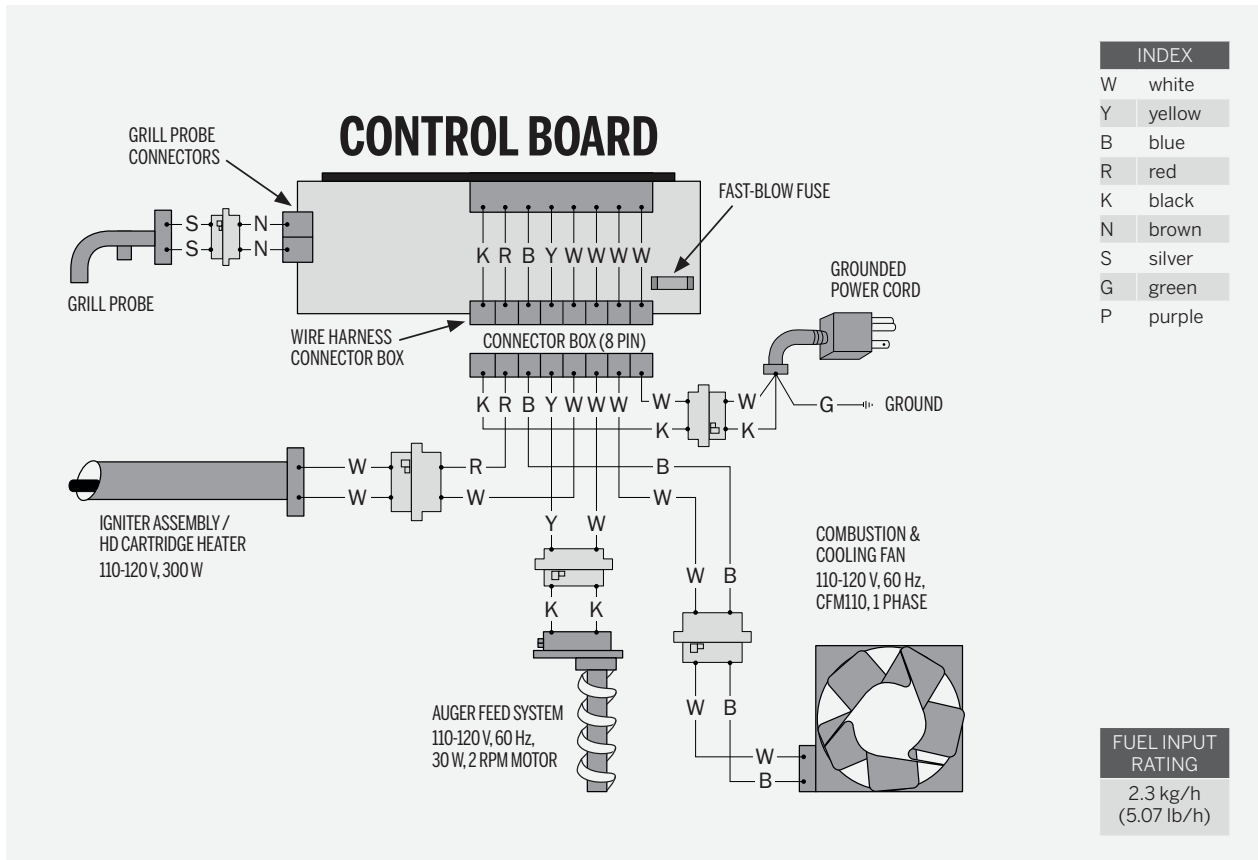 INDEX
W white
Y yellow
B blue
R red
K black
N brown
S silver
G green
P purple
CONTROL BOARD
GRILL PROBE
CONNECTORS
FAST-BLOW FUSE
S N
S N
K R B Y W W W W
GRILL PROBE
GROUNDED
POWER CORD
WIRE HARNESS
CONNECTOR BOX
CONNECTOR BOX (8 PIN)
K R B Y W W W
W W
K K
G GROUND
W R
W W
B
W
IGNITER ASSEMBLY /
HD CARTRIDGE HEATER
110-120 V, 300 W
Y W
K K
W B
W B
COMBUSTION &
COOLING FAN
110-120 V, 60 Hz,
CFM110, 1 PHASE
AUGER FEED SYSTEM
110-120 V, 60 Hz,
30 W, 2 RPM MOTOR
W
B
FUEL INPUT
RATING
2.3 kg/h
(5.07 lb/h)